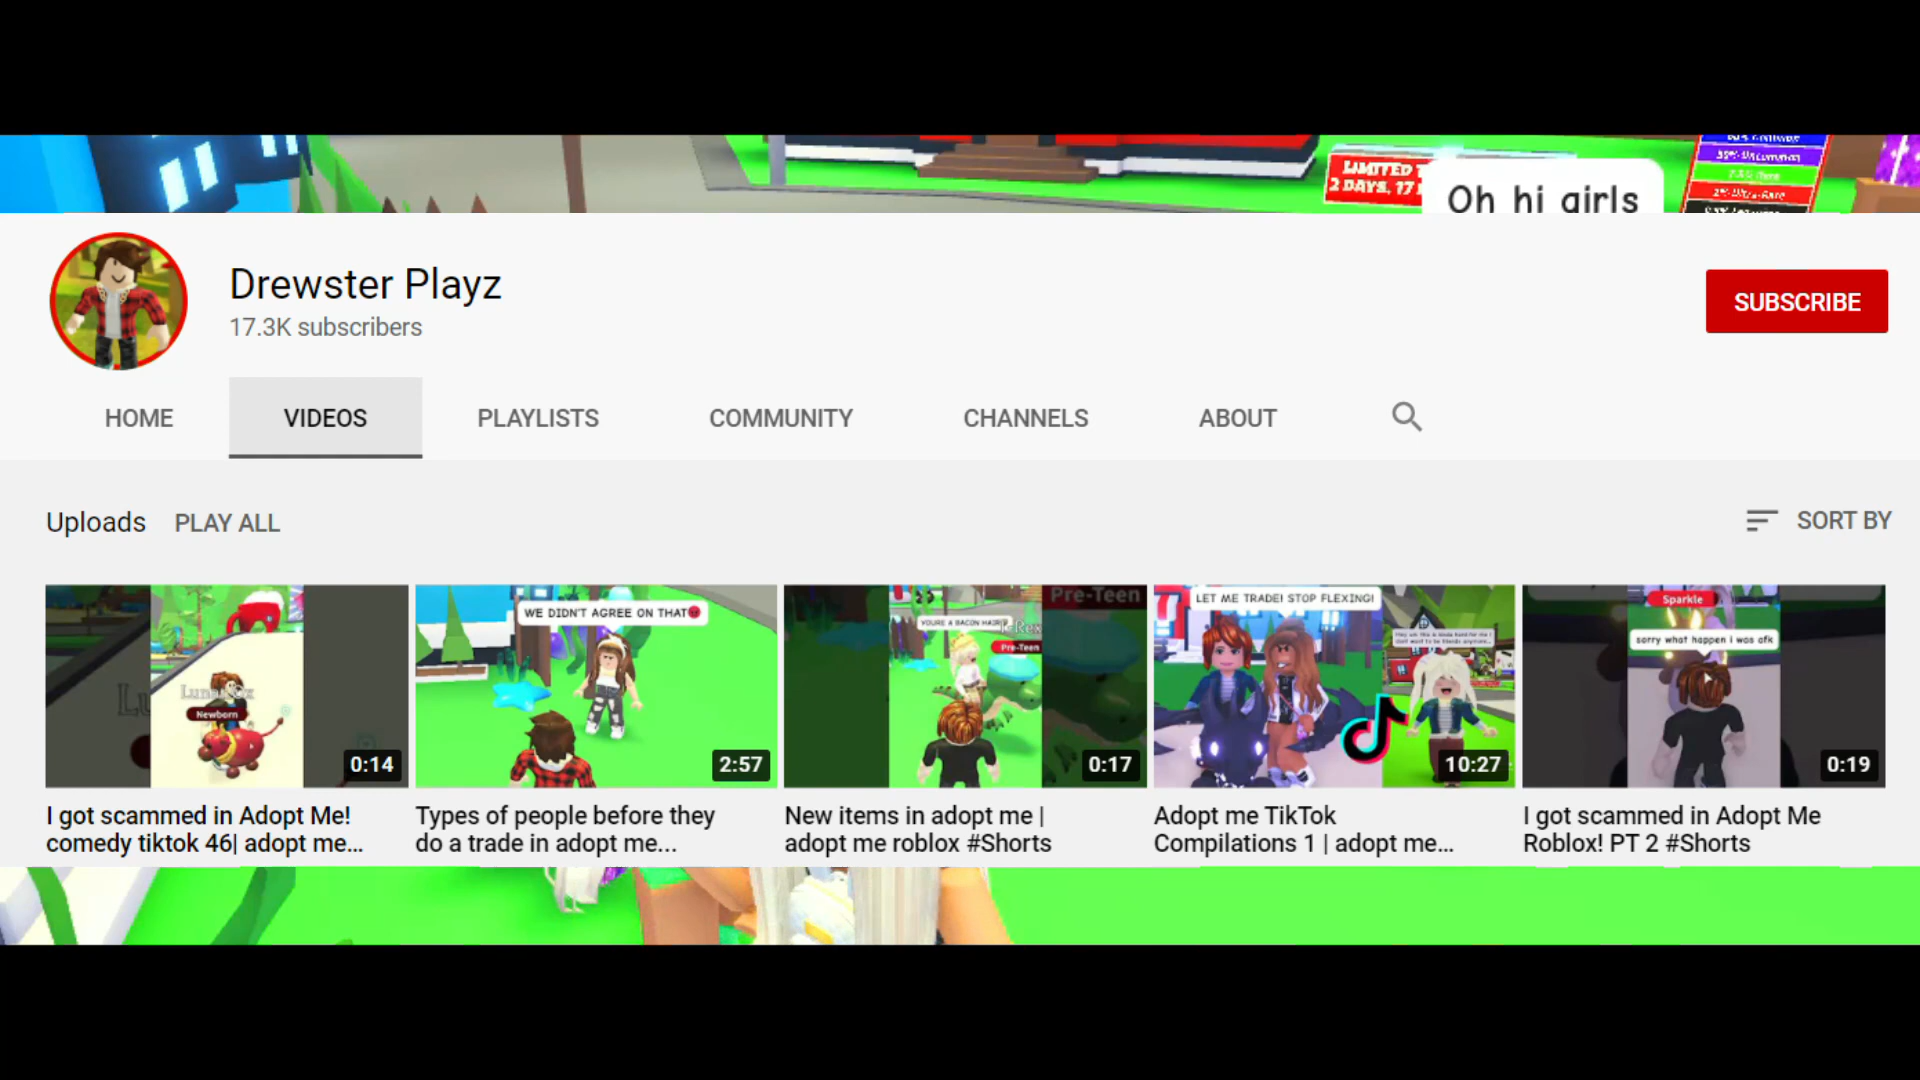 LIMITED
2 DAYS, 17
Oh hi girls
Drewster Playz
17.3K subscribers
SUBSCRIBE
HOME
VIDEOS
PLAYLISTS
COMMUNITY
CHANNELS
ABOUT
Uploads
PLAY ALL
SORT BY
Newborn
0:14
WE DIDN'T AGREE ON THAT
2:57
Pre-Teen
YOURE A BACON HAIR
Pre-Teen
0:17
LET ME TRADE! STOP FLEXING!
10:27
Sparkle
sorry what happen i was afk
0:19
I got scammed in Adopt Me!
comedy tiktok 46| adopt me...
Types of people before they
do a trade in adopt me...
New items in adopt me |
adopt me roblox #Shorts
Adopt me TikTok
Compilations 1 | adopt me...
I got scammed in Adopt Me
Roblox! PT 2 #Shorts